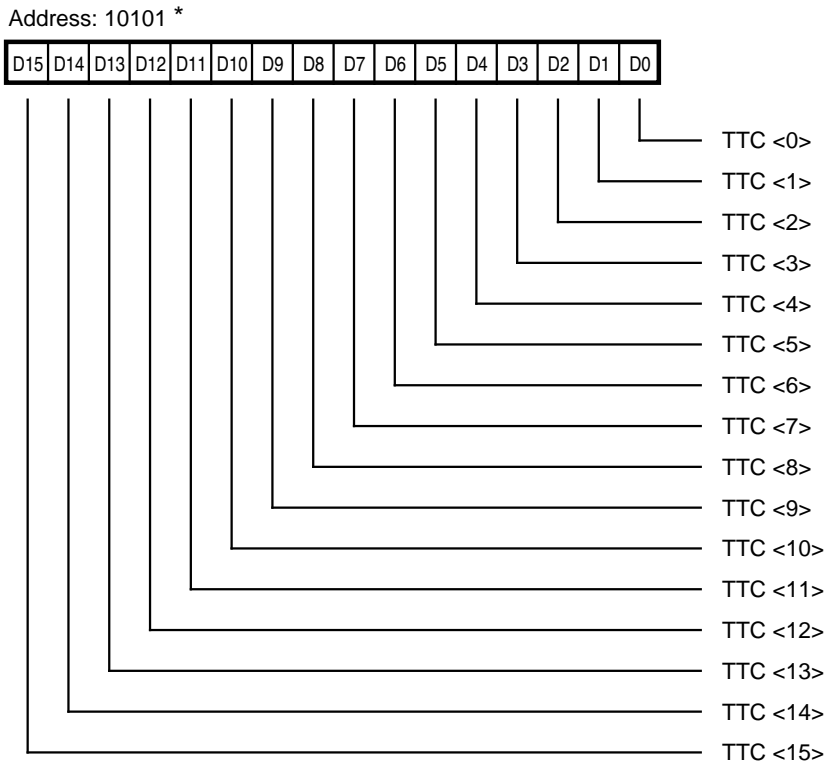 Address: 10101 *
D15 D14 D13 D12 D11 D10 D9 D8 D7 D6 D5 D4 D3 D2 D1 D0
TTC <0>
TTC <1>
TTC <2>
TTC <3>
TTC <4>
TTC <5>
TTC <6>
TTC <7>
TTC <8>
TTC <9>
TTC <10>
TTC <11>
TTC <12>
TTC <13>
TTC <14>
TTC <15>